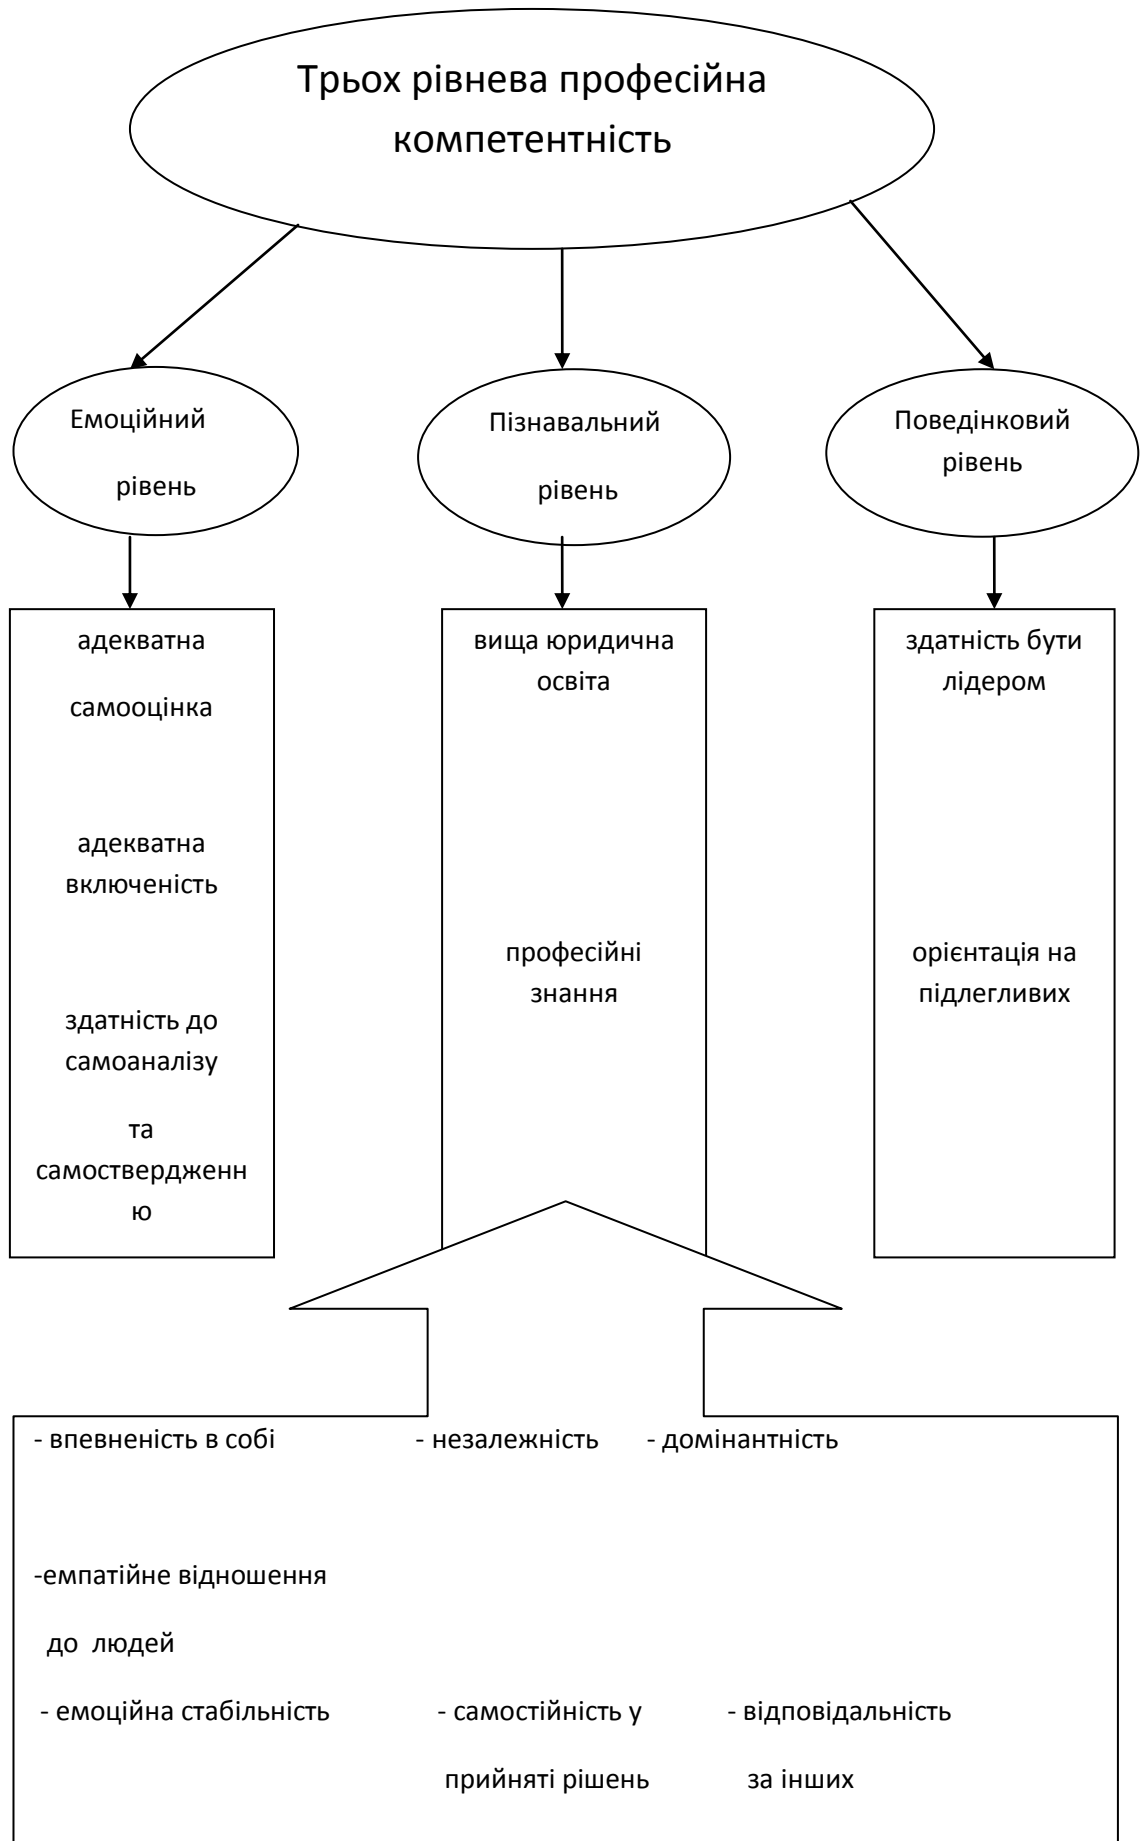 Трьох рівнева професійна
компетентність
Емоційний
рівень
Пізнавальний
рівень
Поведінковий
рівень
адекватна
самооцінка
адекватна
включеність
здатність до
самоаналізу
та
самоствердженн
ю
вища юридична
освіта
професійні
знання
здатність бути
лідером
орієнтація на
підлегливих
- впевненість в собі - незалежність - домінантність
-емпатійне відношення
до людей
- емоційна стабільність - самостійність у - відповідальність
прийняті рішень за інших